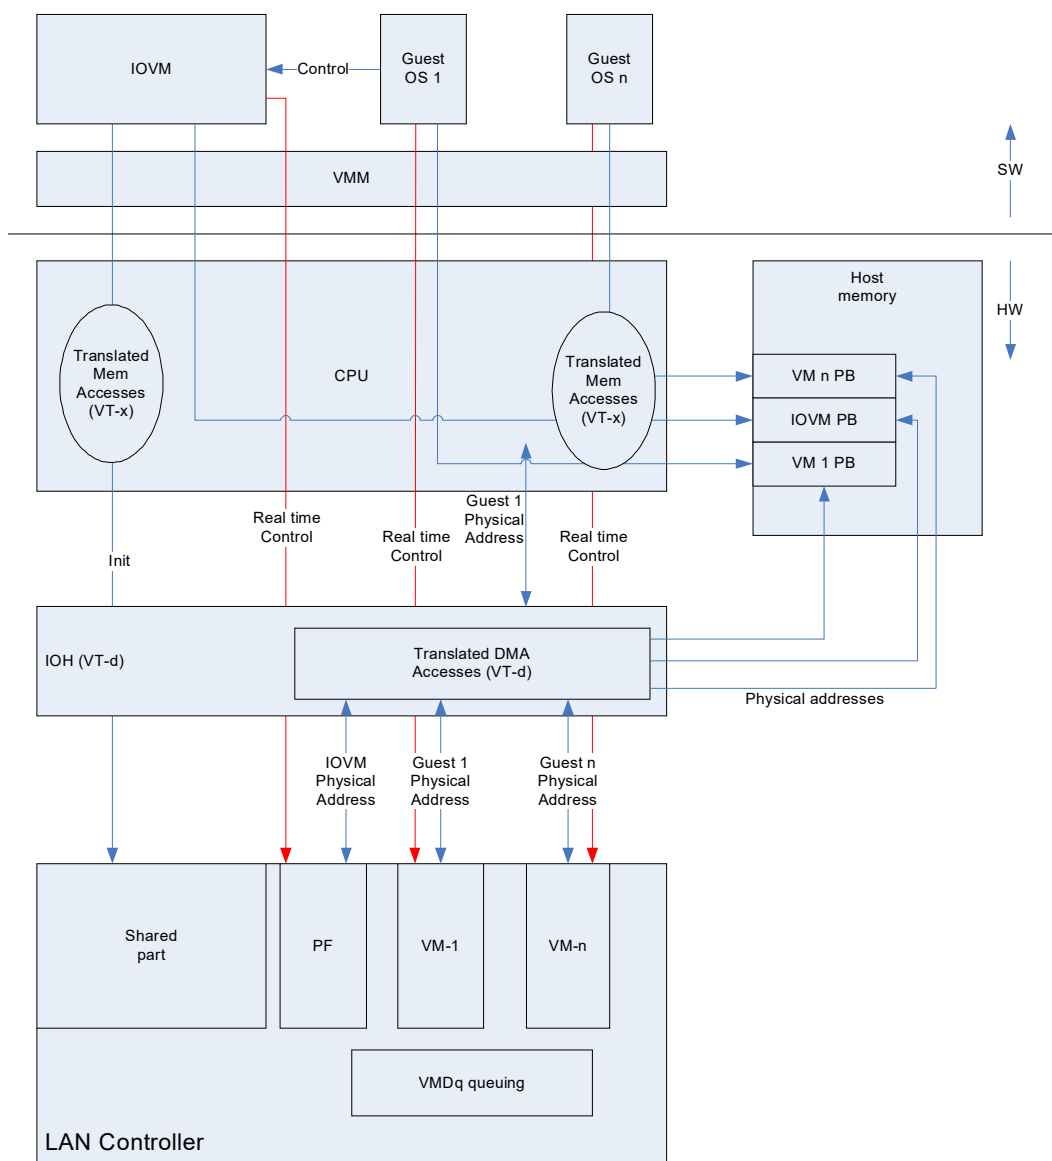 IOVM
Control
Guest
OS 1
Guest
OS n
VMM
SW
HW
Host
memory
Translated
Mem
Accesses
(VT-x)
CPU
Translated
Mem
Accesses
(VT-x)
VM n PB
IOVM PB
VM 1 PB
Guest 1
Physical
Address
Real time
Control
Real time
Control
Real time
Control
Init
IOH (VT-d)
Translated DMA
Accesses (VT-d)
Physical addresses
IOVM
Physical
Address
Guest 1
Physical
Address
Guest n
Physical
Address
Shared
part
PF
VM-1
VM-n
VMDq queuing
LAN Controller